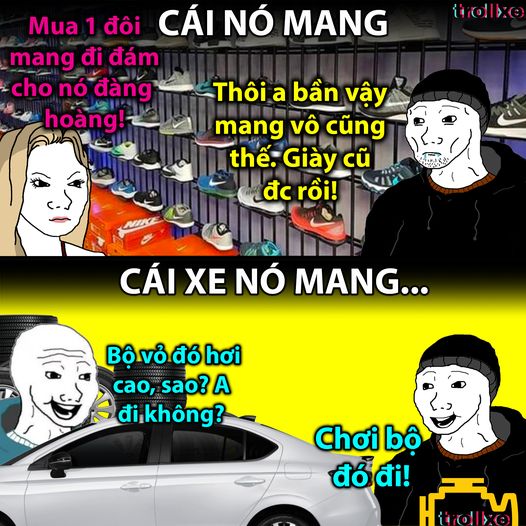 trollxe
CÁI NÓ MANG
Mua 1 đôi
mang đi đám
cho nó đàng
hoàng!
Thôi a bần vậy
mang vô cũng
thế. Giày cũ
đc rồi!
NIKE
CÁI XE NÓ MANG...
Bộ vỏ đó hơi
cao, sao? A
đi không?
Chơi bộ
đó đi!
trollxe